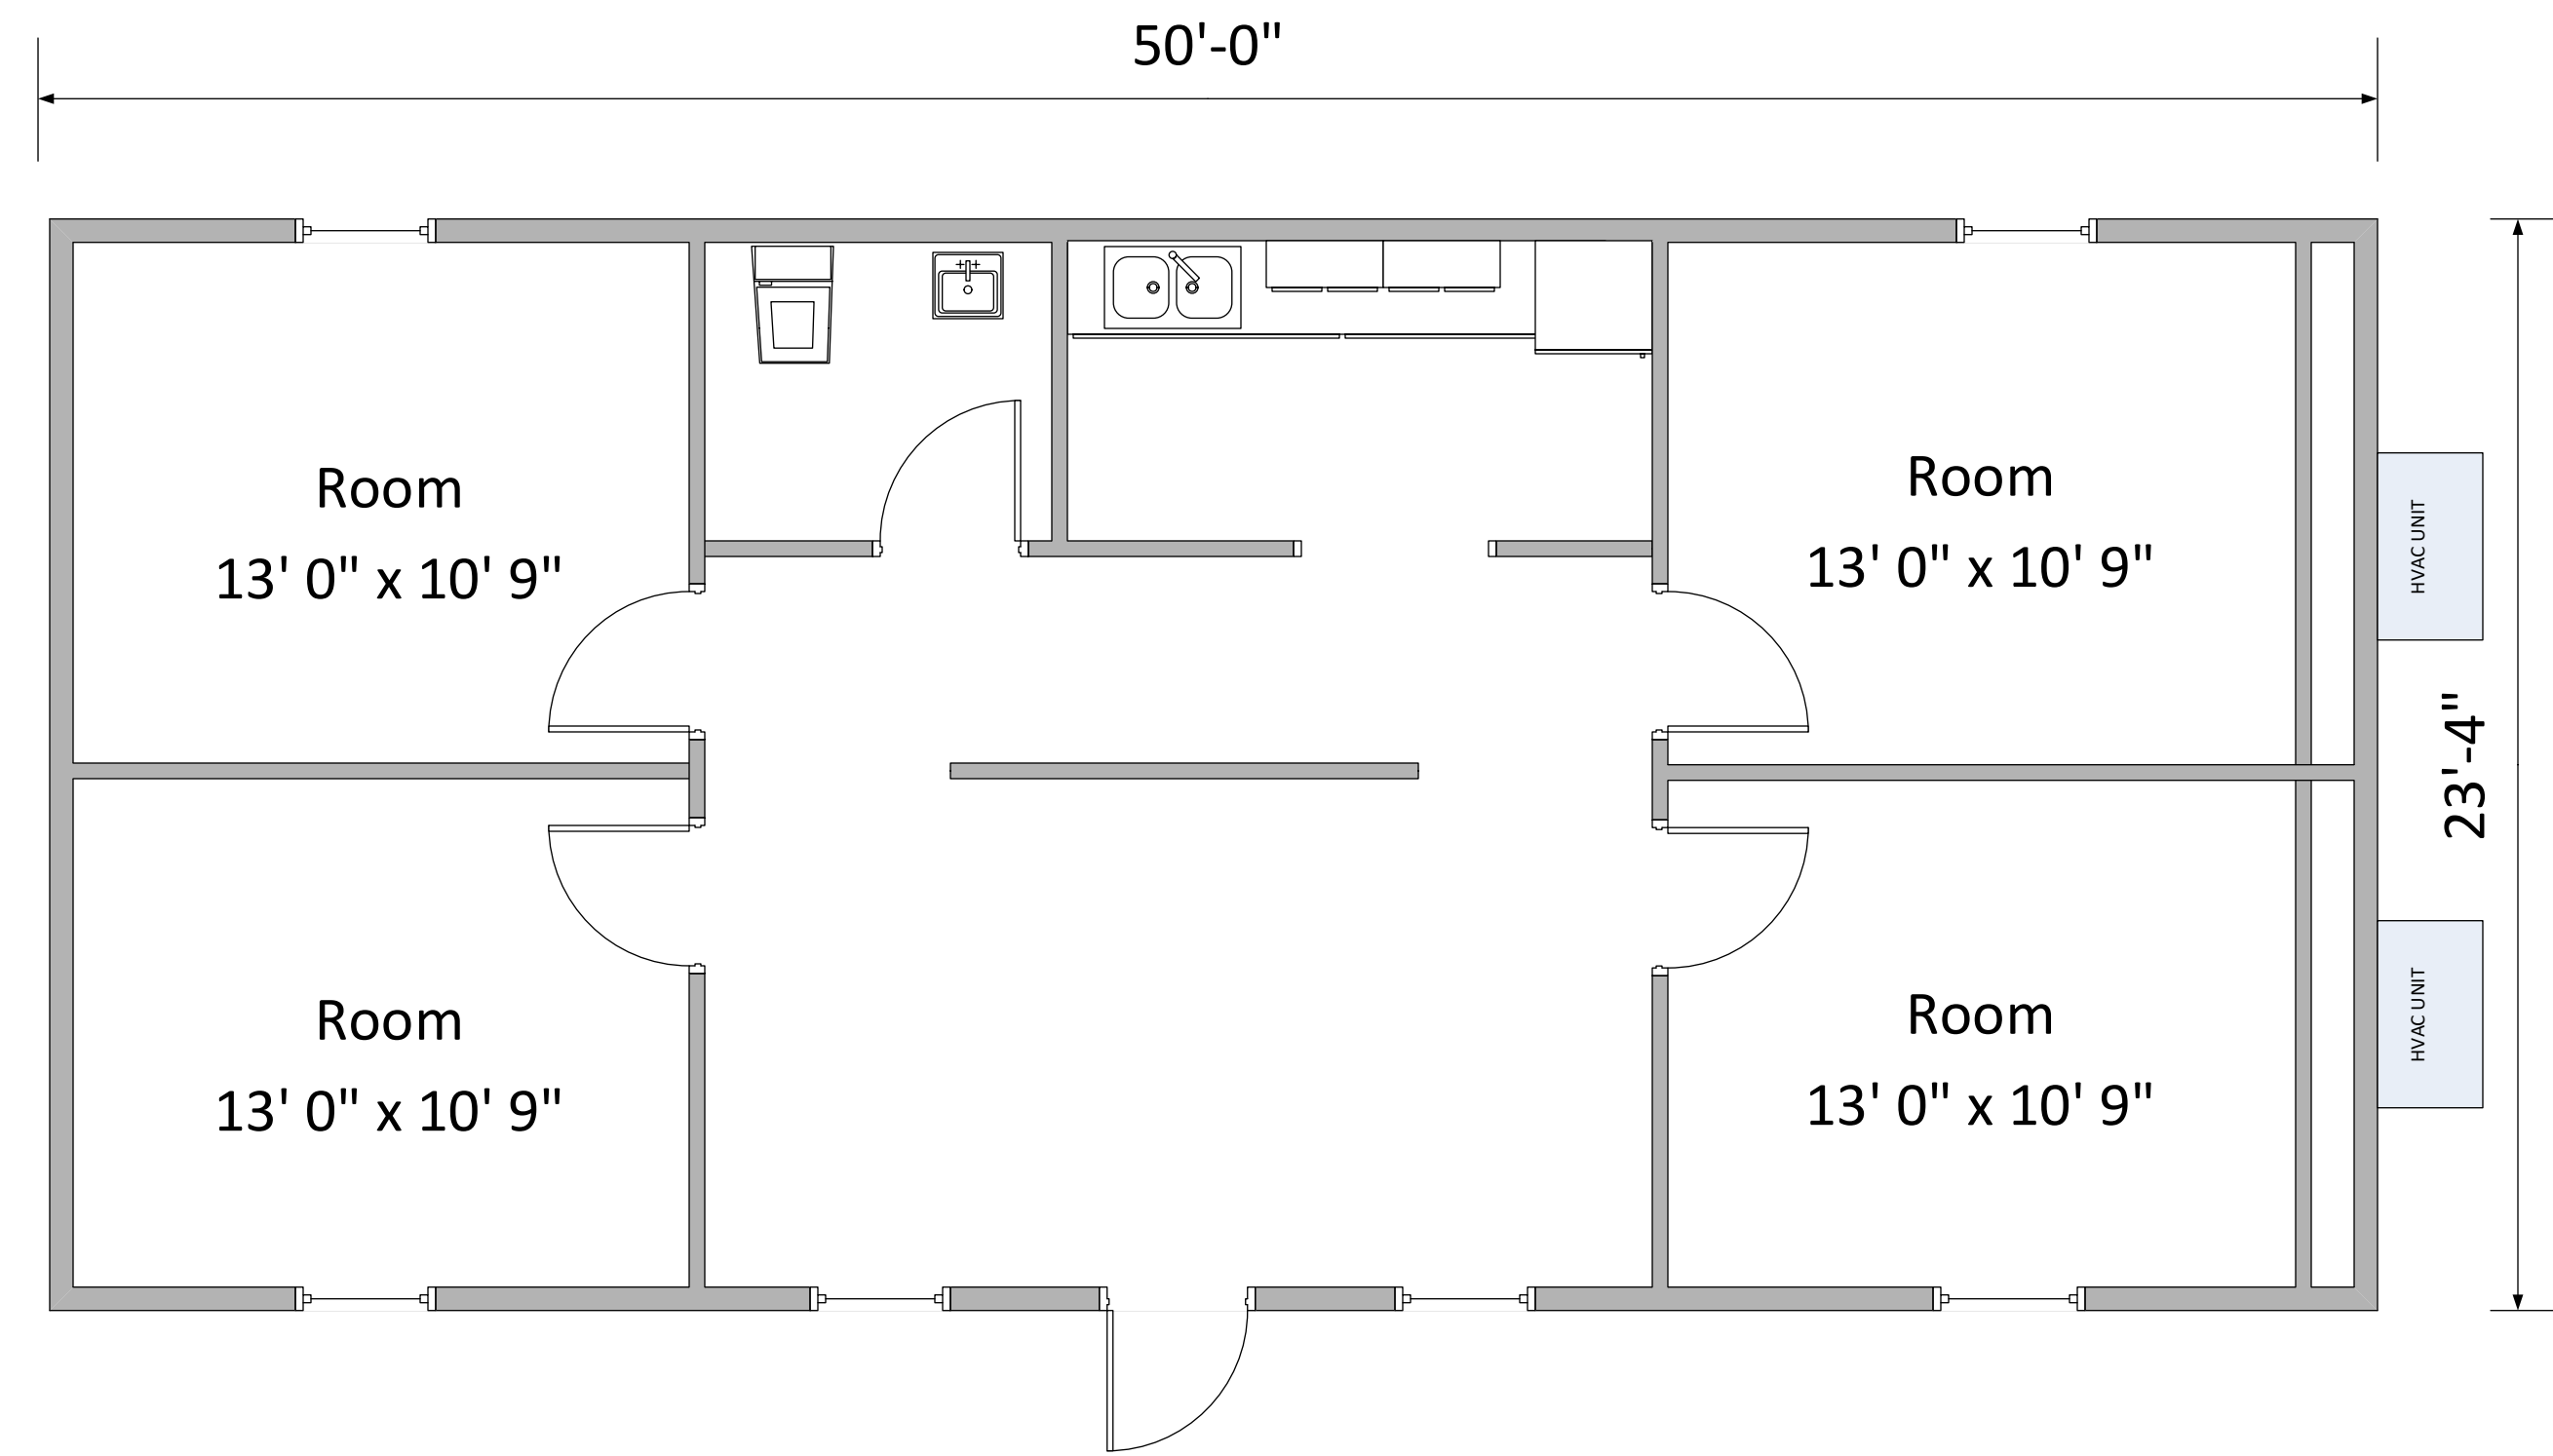 50'-0"
Room
13' 0" x 10' 9"
Room
13' 0" x 10' 9"
HVAC UNIT
23'-4"
Room
13' 0" x 10' 9"
Room
13' 0" x 10' 9"
HVAC UNIT